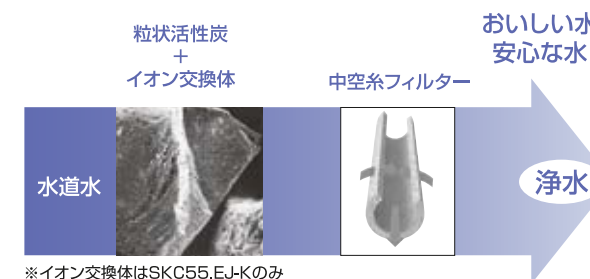 粒状活性炭
+
イオン交換体
中空糸フィルター
おいしい水
安心な水
水道水
浄水
※イオン交換体はSKC55,EJ-Kのみ